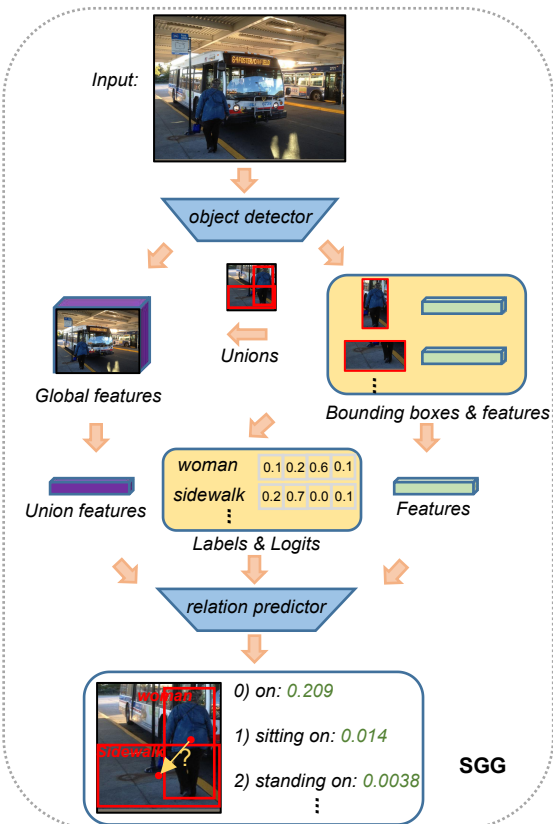 Input:
object detector
Unions
Global features
Bounding boxes & features
⋮
woman 0.1 0.2 0.6 0.1
sidewalk 0.2 0.7 0.0 0.1
⋮
Union features
Labels & Logits
Features
relation predictor
woman
Sidewalk
?
0) on: 0.209
1) sitting on: 0.014
2) standing on: 0.0038
⋮
SGG